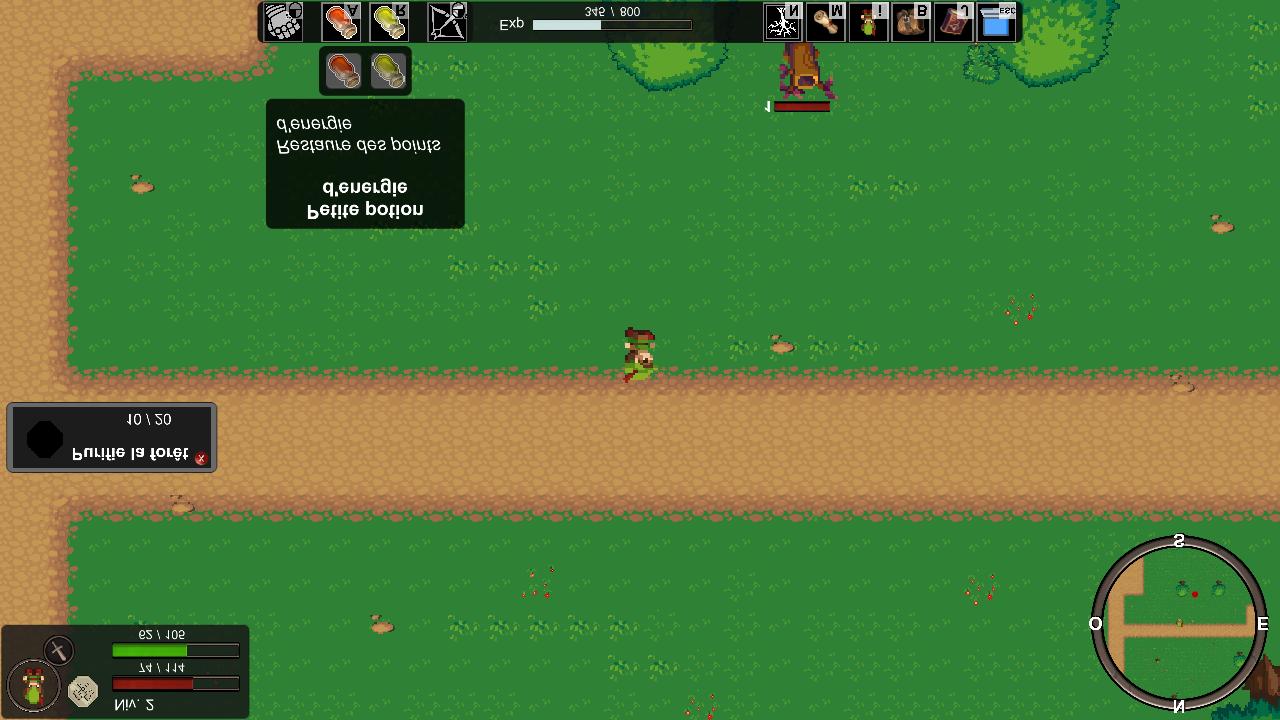 Niv. 2
74 / 114
62 / 105
N
O
E
S
Purifie la forêt
x
10 / 20
Petite potion
d'energie
Restaure des points
d'energie
1
A
R
Exp
345 / 800
N
M
I
B
J
ESC